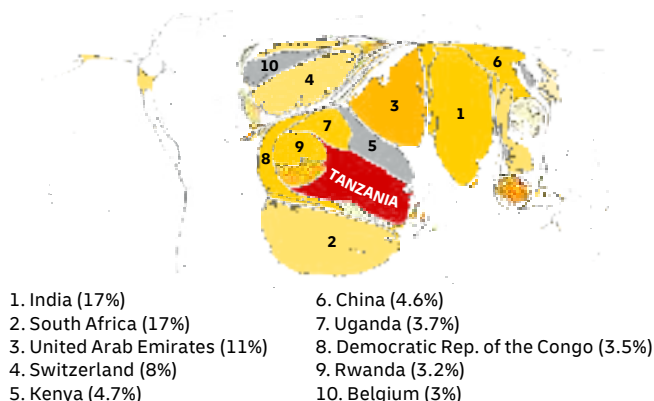 10
4
6
3
1
7
5
9
8
TANZANIA
2
1. India (17%)
2. South Africa (17%)
3. United Arab Emirates (11%)
4. Switzerland (8%)
5. Kenya (4.7%)
6. China (4.6%)
7. Uganda (3.7%)
8. Democratic Rep. of the Congo (3.5%)
9. Rwanda (3.2%)
10. Belgium (3%)